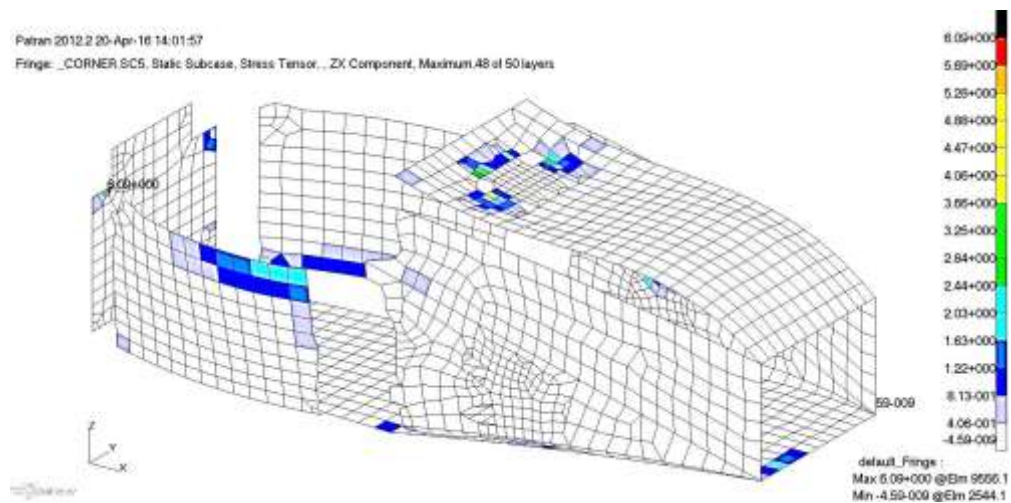 Patran 2012.2 20-Apr-16 14:01:57
Fringe: _CORNER.SC5, Static Subcase, Stress Tensor, , ZX Component, Maximum,48 of 50 layers
6.09+000
5.69+000
5.28+000
4.88+000
4.47+000
4.06+000
3.66+000
3.25+000
2.84+000
2.44+000
2.03+000
1.63+000
1.22+000
8.13-001
4.06-001
-4.59-009
6.09+000
59-009
Z
Y
X
default_Fringe :
Max 6.09+000 @Elm 9556.1
Min -4.59-009 @Elm 2544.1